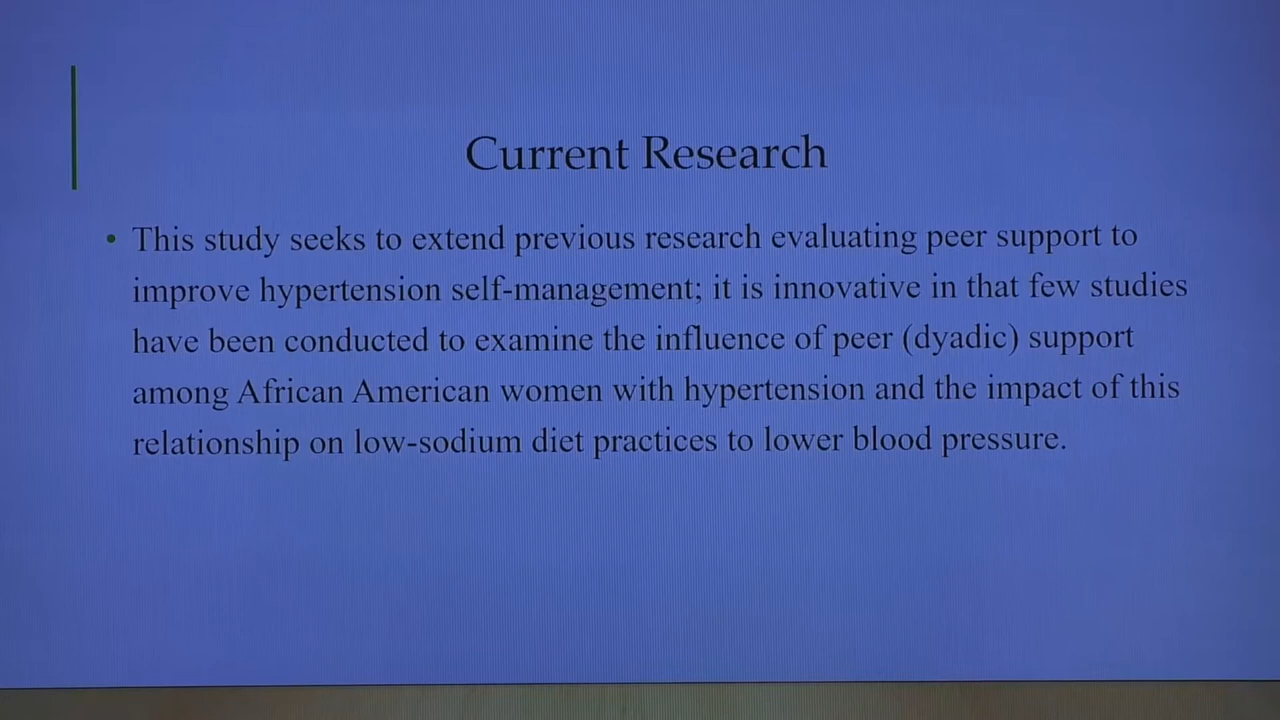 Current Research
• This study seeks to extend previous research evaluating peer support to
improve hypertension self-management; it is innovative in that few studies
have been conducted to examine the influence of peer (dyadic) support
among African American women with hypertension and the impact of this
relationship on low-sodium diet practices to lower blood pressure.